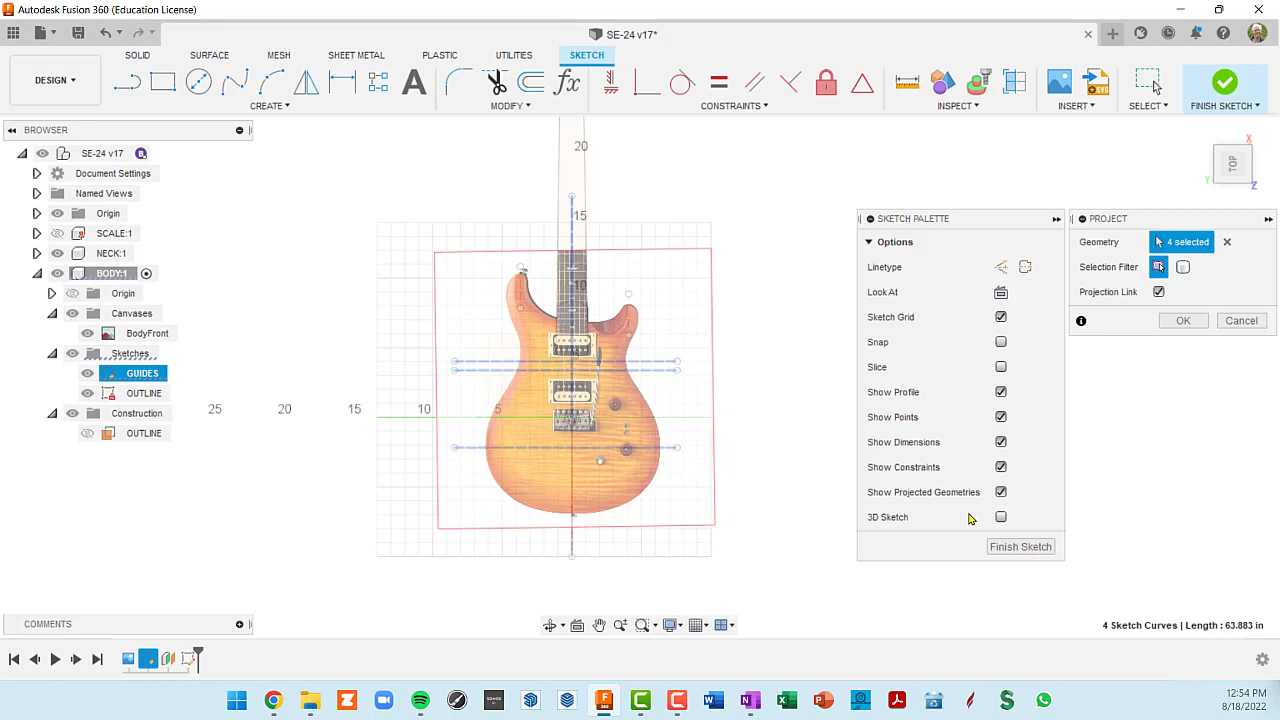 Autodesk Fusion 360 (Education License)
SE-24 v17*
SOLID
SURFACE
MESH
SHEET METAL
PLASTIC
UTILITIES
SKETCH
DESIGN
A
fx
CREATE
MODIFY
CONSTRAINTS
INSPECT
INSERT
SELECT
FINISH SKETCH
BROWSER
SE-24 v17
Document Settings
Named Views
Origin
SCALE:1
NECK:1
BODY:1
Origin
Canvases
BodyFront
Sketches
GUIDES
OUTLINE
Construction
OUTLINE
20
15
10
25
20
15
10
5
X
TOP
Y
Z
SKETCH PALETTE
Options
Linetype
Look At
Sketch Grid
Snap
Slice
Show Profile
Show Points
Show Dimensions
Show Constraints
Show Projected Geometries
3D Sketch
Finish Sketch
PROJECT
Geometry
4 selected
Selection Filter
Projection Link
OK
Cancel
COMMENTS
4 Sketch Curves | Length : 63.883 in
12:54 PM
8/18/2022